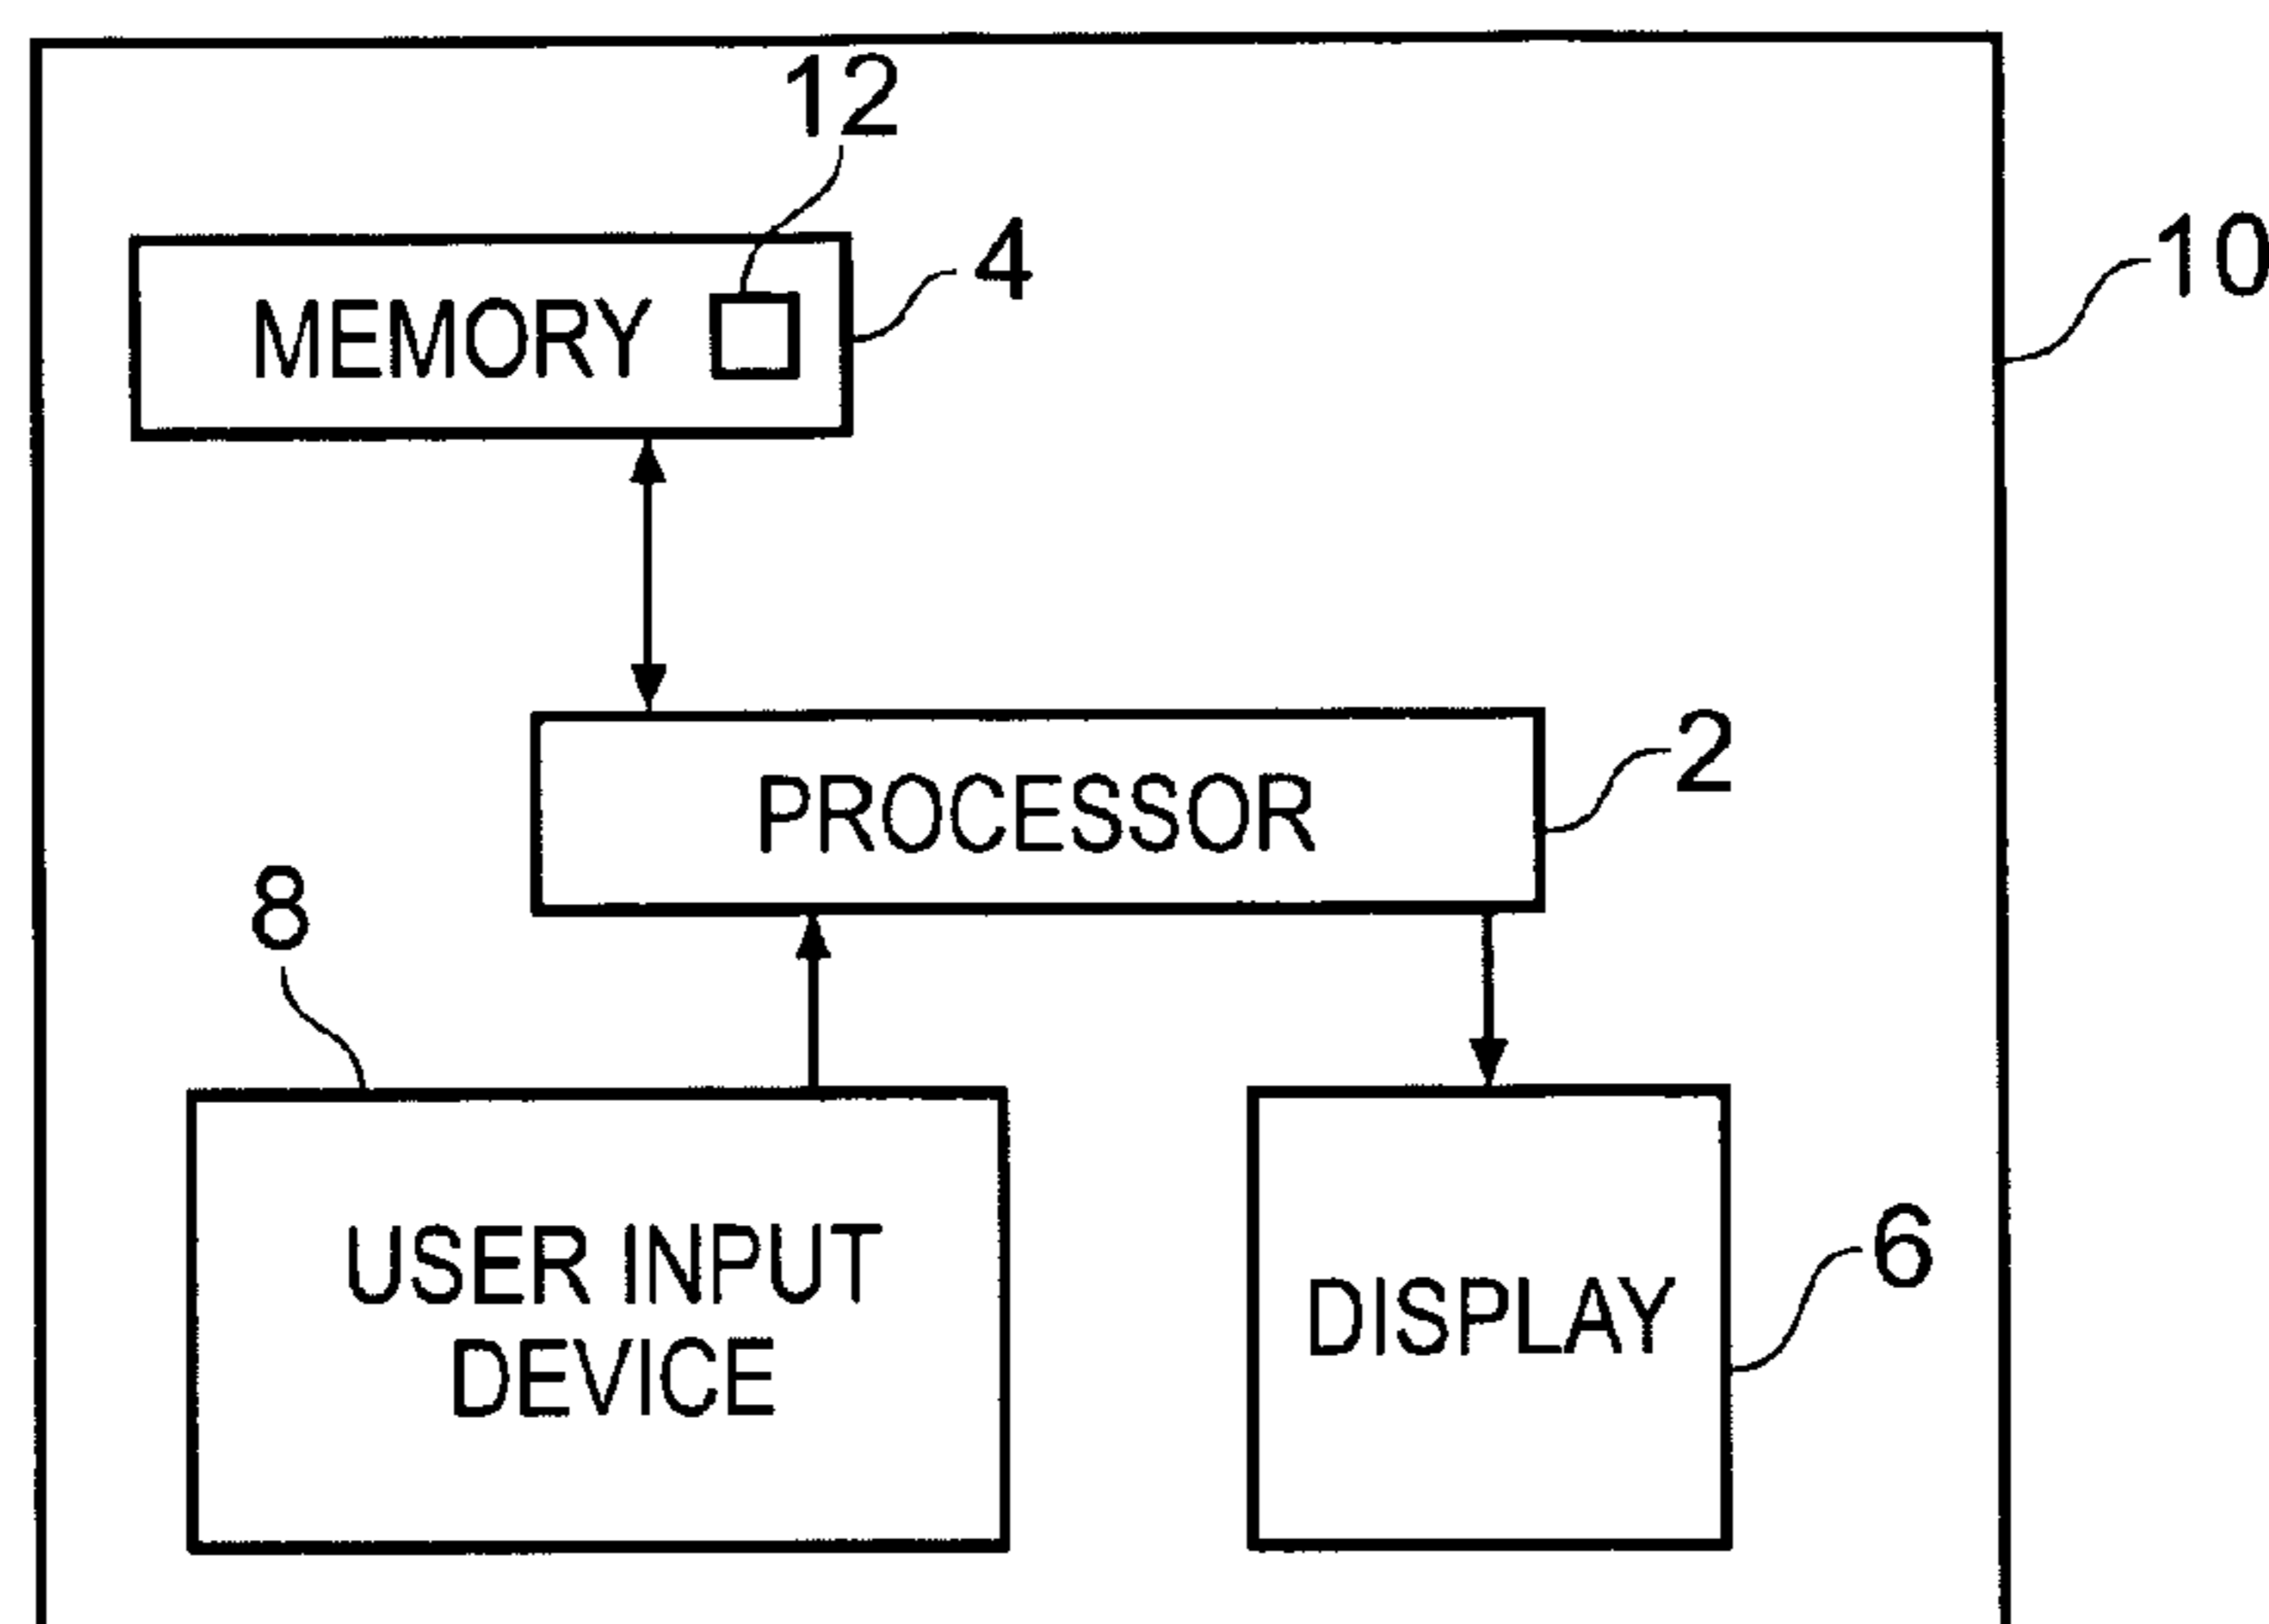 12
4
10
MEMORY
2
PROCESSOR
8
USER INPUT
DEVICE
6
DISPLAY